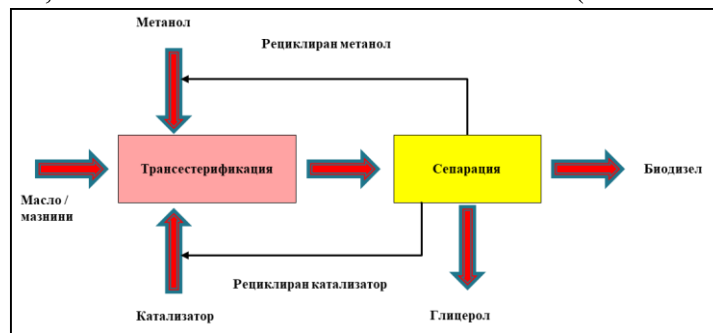 Метанол
Рециклиран метанол
Трансестерификация
Сепарация
Биодизел
Масло /
мазнини
Рециклиран катализатор
Катализатор
Глицерол